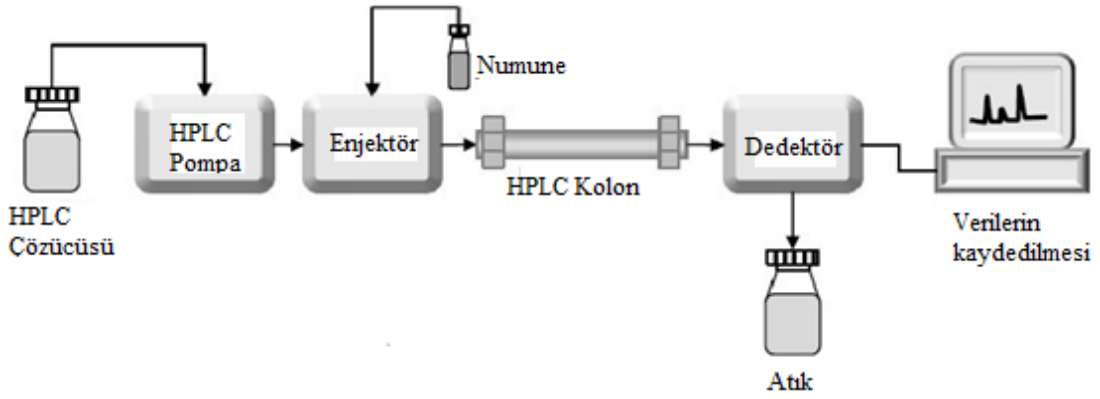 Numune
HPLC
Pompa
Enjektör
Dedektör
HPLC Kolon
HPLC
Çözücüsü
Verilerin
kaydedilmesi
Atık